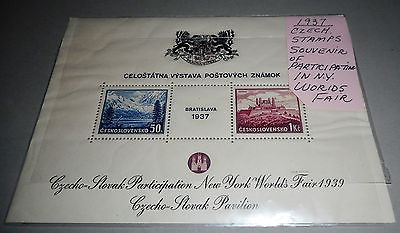 CELOŠTÁTNA VÝSTAVA POŠTOVÝCH ZNÁMOK
BRATISLAVA
1937
ČESKOSLOVENSKO 50h
ČESKOSLOVENSKO 1Kč
Czecho-Slovak Participation New York World's Fair 1939
Czecho-Slovak Pavilion
1937
CZECH
STAMPS
SOUVENIR
OF
PARTICIPATION
IN N.Y.
WORLDS
FAIR